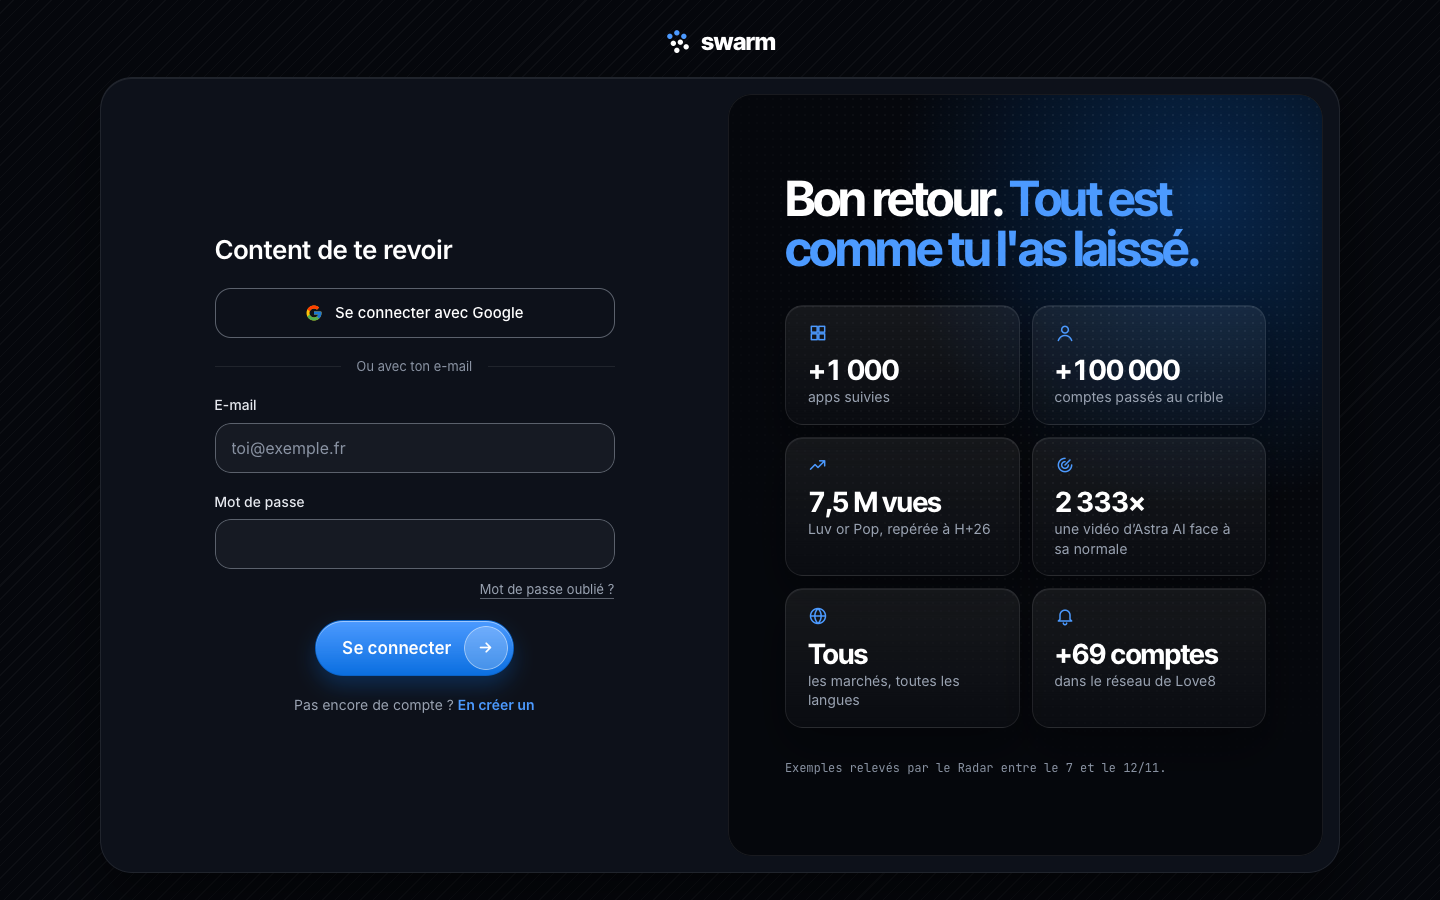 swarm
Content de te revoir
Se connecter avec Google
Ou avec ton e-mail
E-mail
toi@exemple.fr
Mot de passe
Mot de passe oublié ?
Se connecter
Pas encore de compte ? En créer un
Bon retour. Tout est
comme tu l'as laissé.
+1 000
apps suivies
+100 000
comptes passés au crible
7,5 M vues
Luv or Pop, repérée à H+26
2 333×
une vidéo d’Astra AI face à
sa normale
Tous
les marchés, toutes les
langues
+69 comptes
dans le réseau de Love8
Exemples relevés par le Radar entre le 7 et le 12/11.